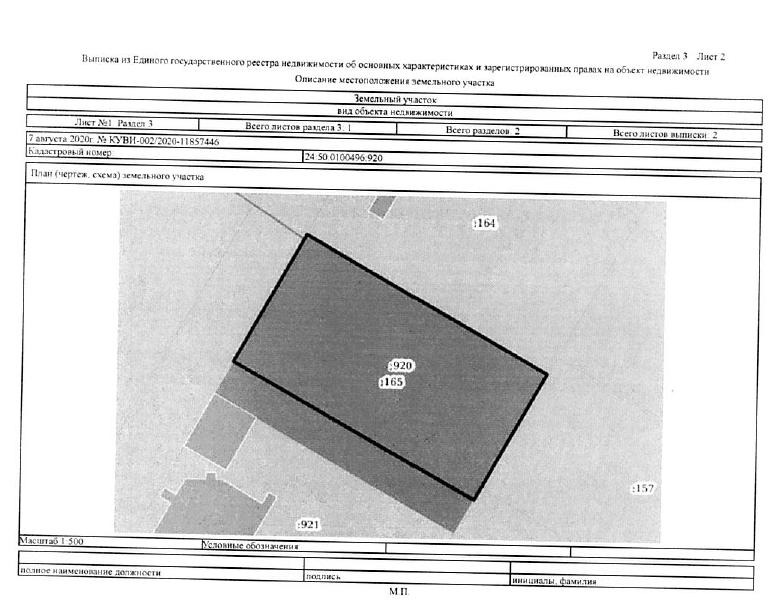 Раздел 3 Лист 2
Выписка из Единого государственного реестра недвижимости об основных характеристиках и зарегистрированных правах на объект недвижимости
Описание местоположения земельного участка
Земельный участок
вид объекта недвижимости
Лист №1 Раздел 3 Всего листов раздела 3: 1 Всего разделов: 2 Всего листов выписки: 2
7 августа 2020г. № КУВИ-002/2020-11857446
Кадастровый номер: 24:50:0100496:920
План (чертеж, схема) земельного участка
:164
:920
:165
:157
:921
Масштаб 1:500 Условные обозначения
полное наименование должности подпись инициалы, фамилия
М.П.